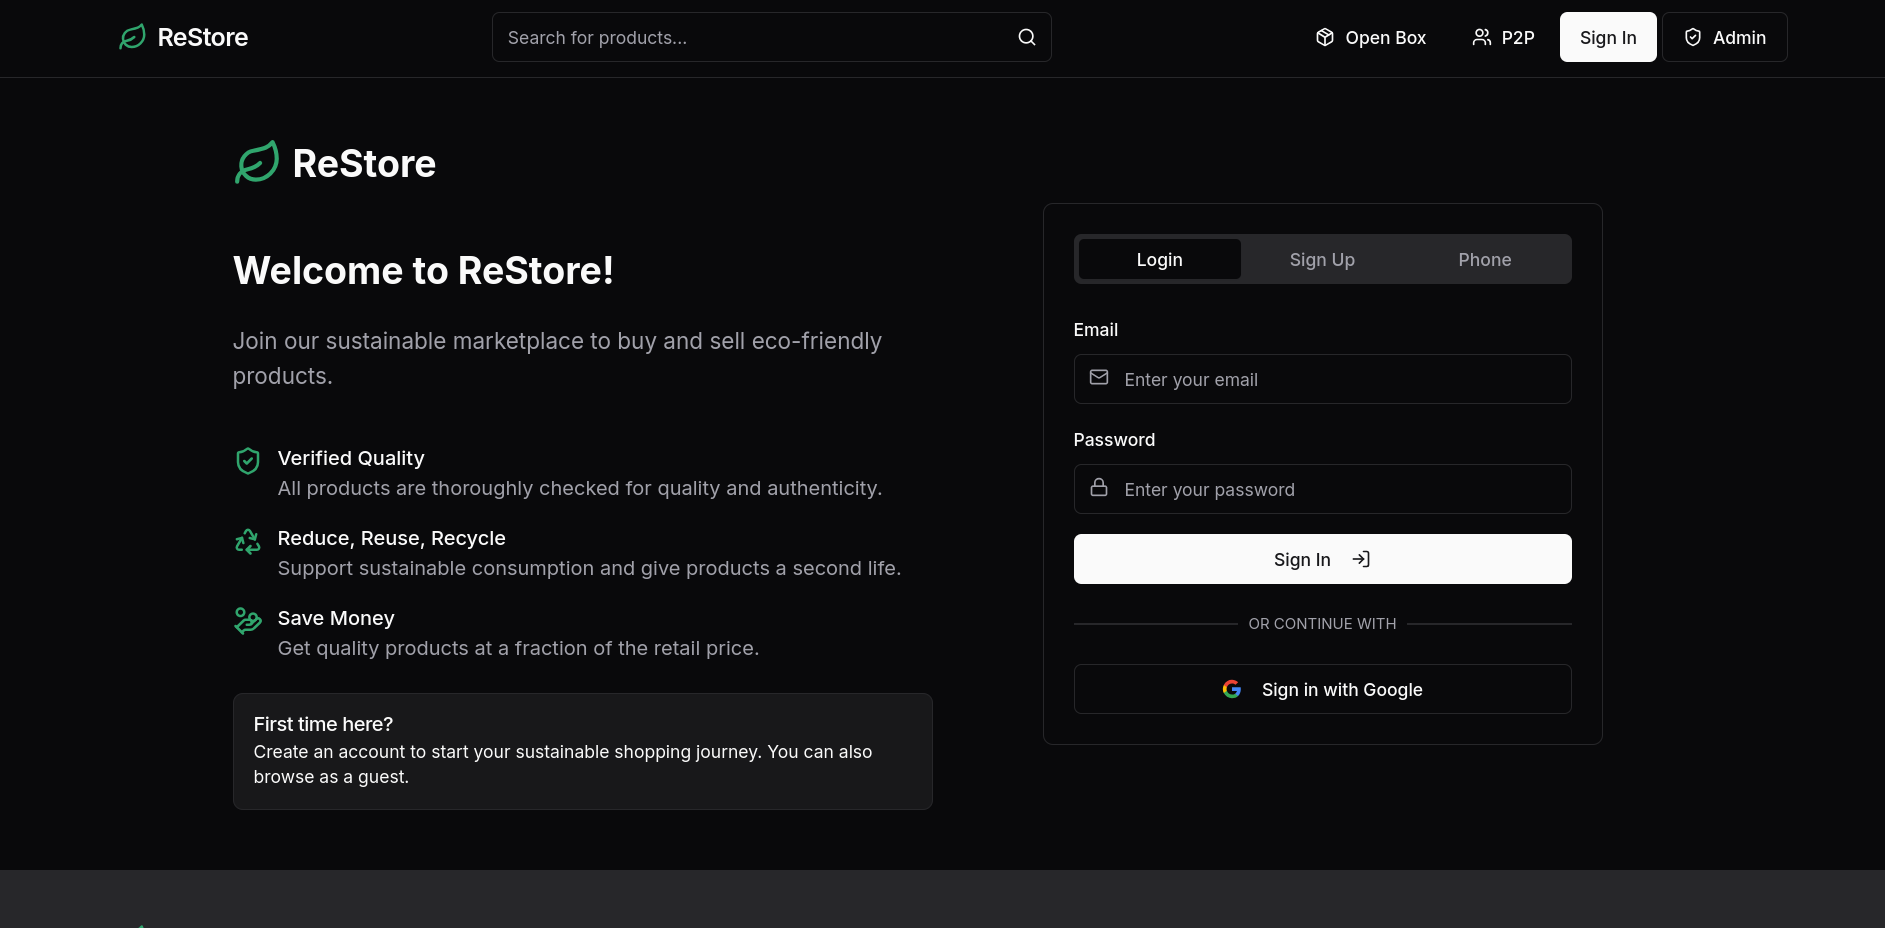 ReStore
Search for products...
Open Box
P2P
Sign In
Admin
ReStore
Welcome to ReStore!
Join our sustainable marketplace to buy and sell eco-friendly
products.
Verified Quality
All products are thoroughly checked for quality and authenticity.
Reduce, Reuse, Recycle
Support sustainable consumption and give products a second life.
Save Money
Get quality products at a fraction of the retail price.
First time here?
Create an account to start your sustainable shopping journey. You can also
browse as a guest.
Login
Sign Up
Phone
Email
Enter your email
Password
Enter your password
Sign In
OR CONTINUE WITH
Sign in with Google